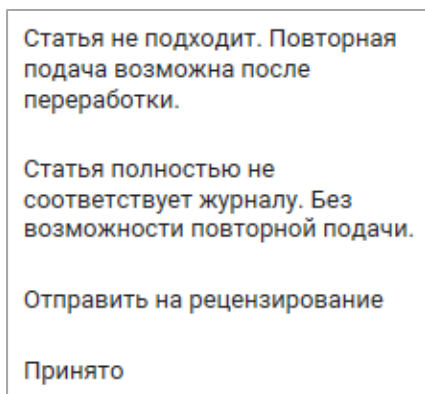 Статья не подходит. Повторная
подача возможна после
переработки.
Статья полностью не
соответствует журналу. Без
возможности повторной подачи.
Отправить на рецензирование
Принято